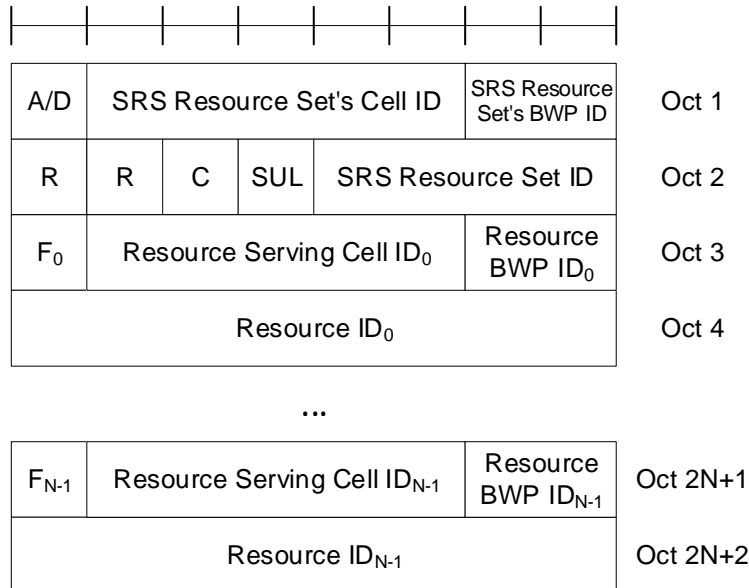 A/D SRS Resource Set's Cell ID SRS Resource Set's BWP ID Oct 1
R R C SUL SRS Resource Set ID Oct 2
F0 Resource Serving Cell ID0 Resource BWP ID0 Oct 3
Resource ID0 Oct 4
...
FN-1 Resource Serving Cell IDN-1 Resource BWP IDN-1 Oct 2N+1
Resource IDN-1 Oct 2N+2